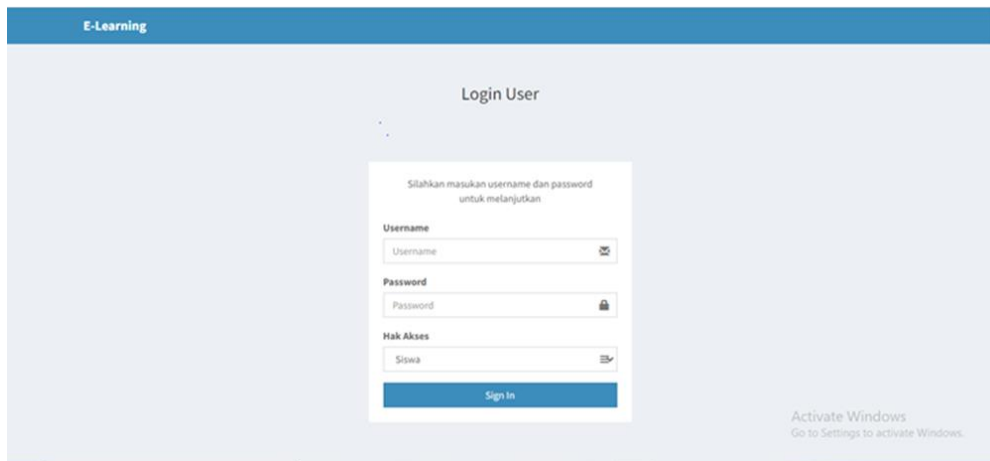 E-Learning
Login User
Silahkan masukan username dan password
untuk melanjutkan
Username
Username
Password
Password
Hak Akses
Siswa
Sign In
Activate Windows
Go to Settings to activate Windows.